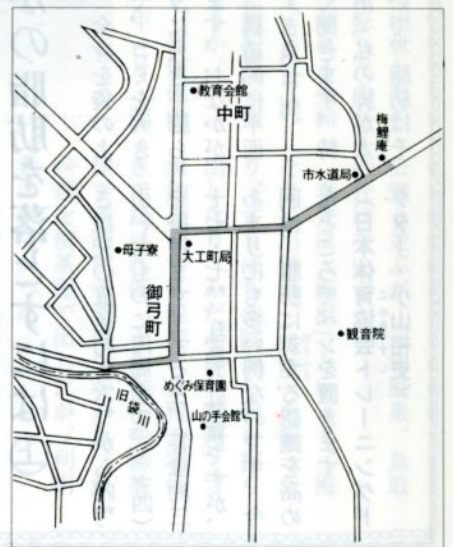 教育会館
中町
梅鯉庵
市水道局
母子寮
大工町局
御弓町
観音院
めぐみ保育園
旧袋川
山の手会館